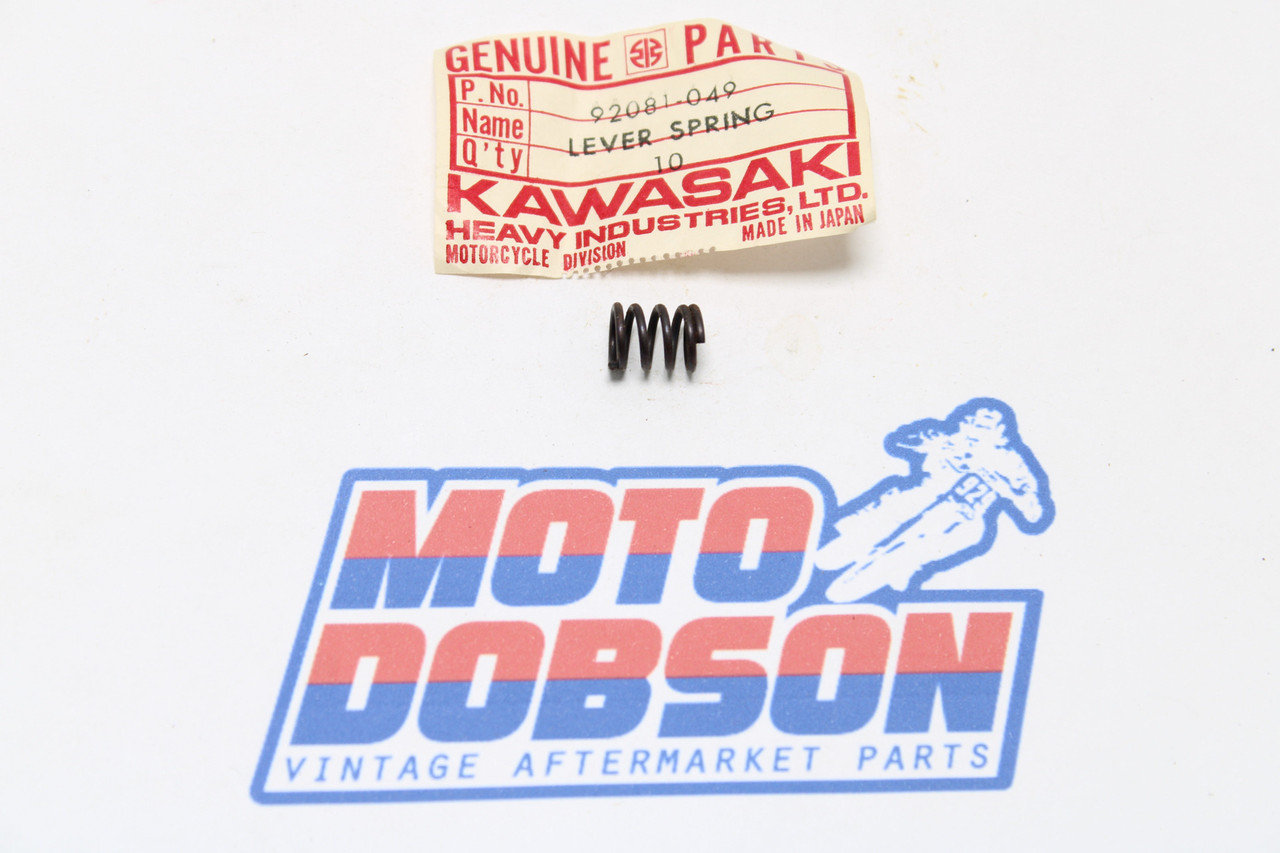 GENUINE PARTS
P. No. 92081-049
Name LEVER SPRING
Q'ty 10
KAWASAKI
HEAVY INDUSTRIES, LTD.
MOTORCYCLE DIVISION MADE IN JAPAN
MOTO
DOBSON
VINTAGE AFTERMARKET PARTS